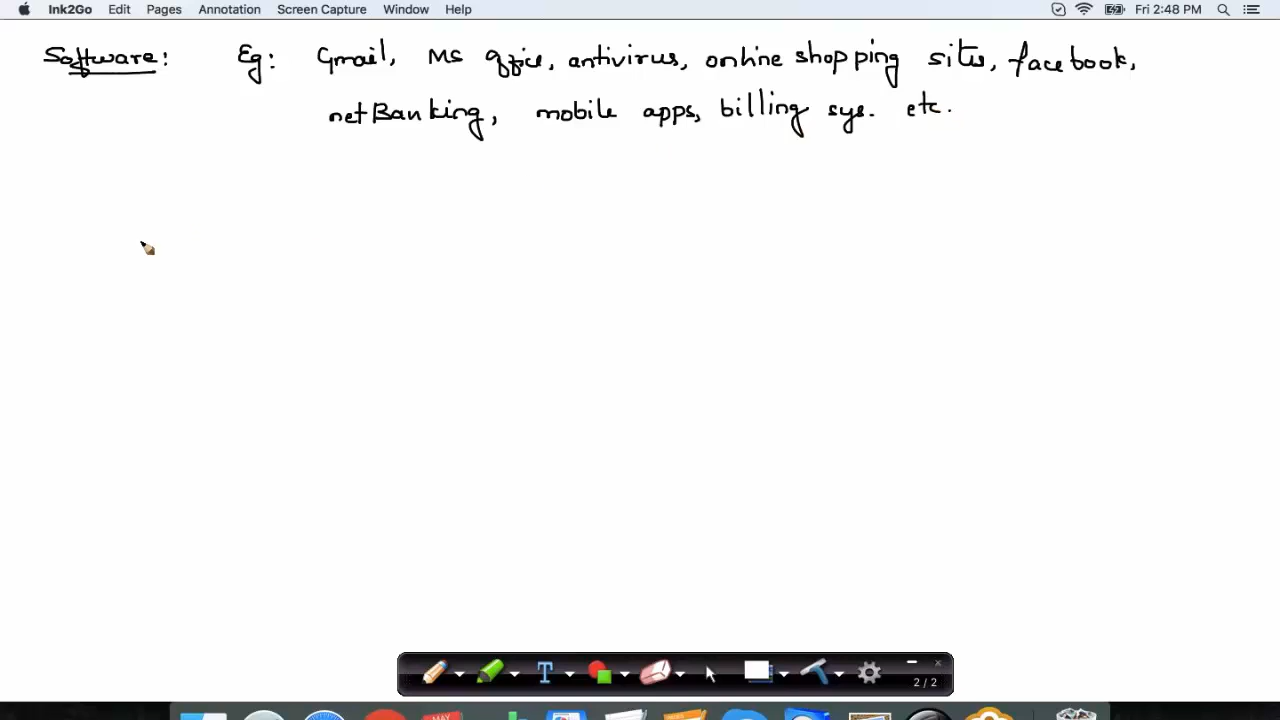 Ink2Go Edit Pages Annotation Screen Capture Window Help Fri 2:48 PM
Software: Eg: Gmail, MS office, antivirus, online shopping sites, facebook,
netBanking, mobile apps, billing sys. etc.
T
2 / 2
MAY